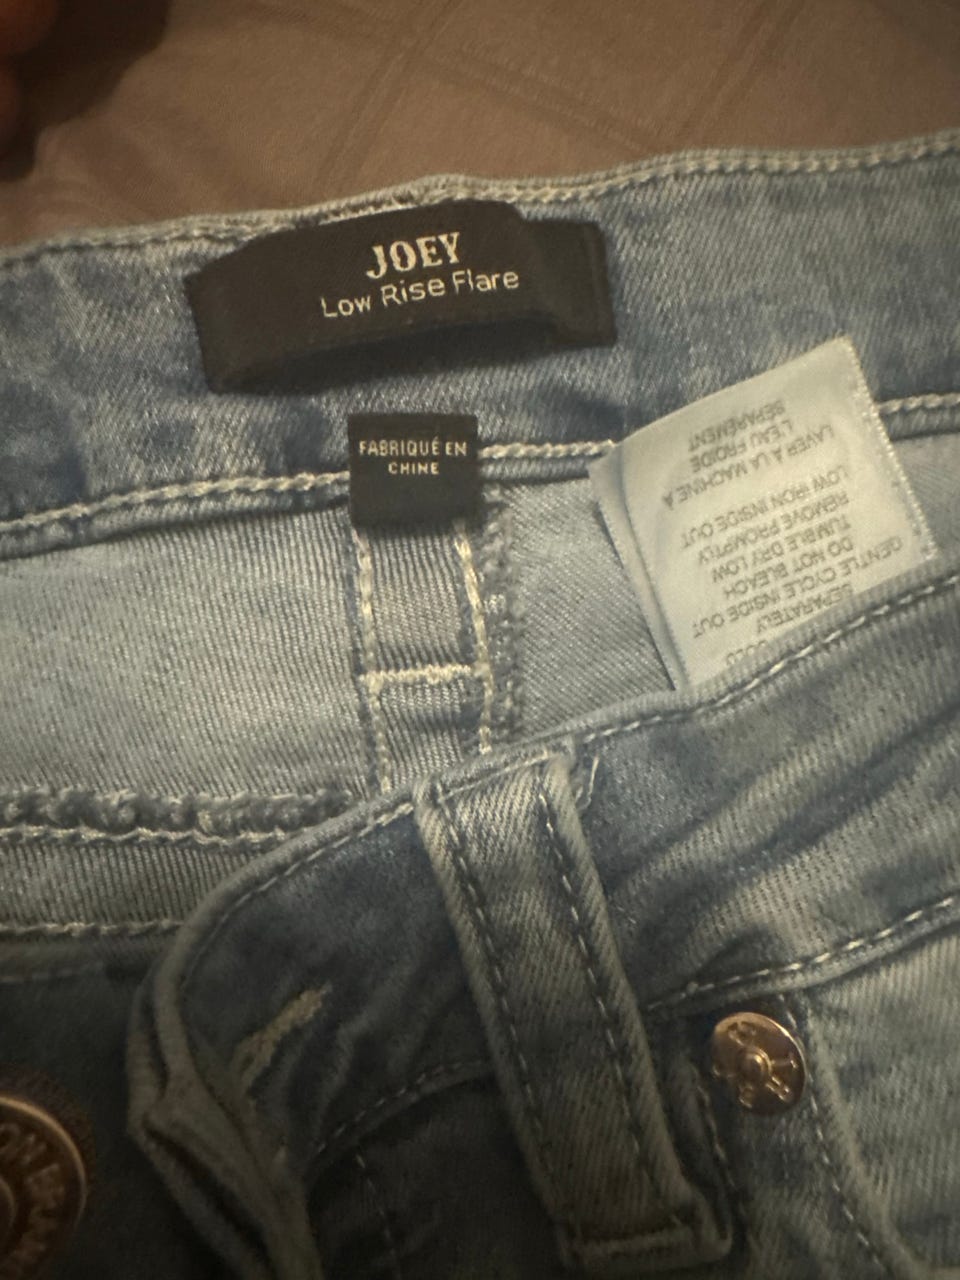 JOEY
Low Rise Flare
FABRIQUÉ EN
CHINE
SEPARATELY
GENTLE CYCLE INSIDE OUT
DO NOT BLEACH
TUMBLE DRY LOW
REMOVE PROMPTLY
LOW IRON INSIDE OUT
LAVER À LA MACHINE A
L'EAU FROIDE
SÉPARÉMENT